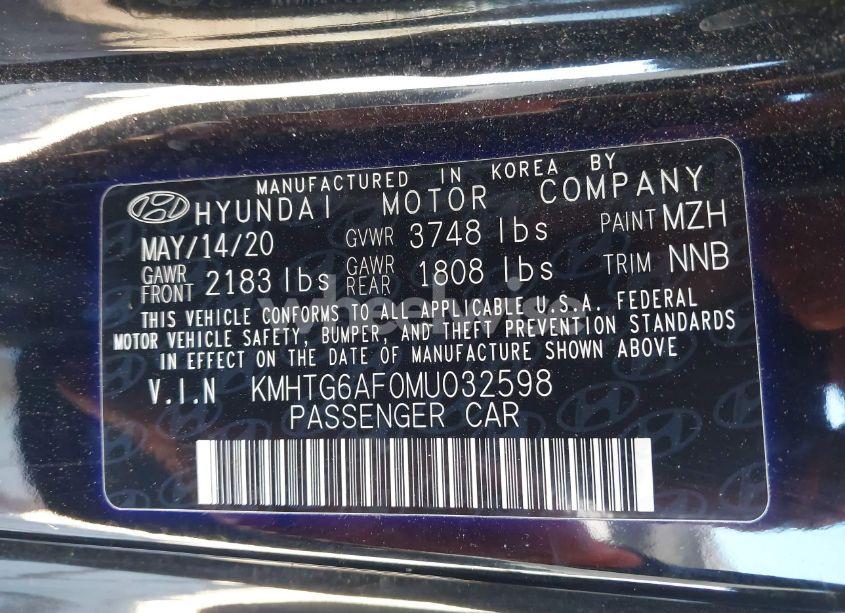 MANUFACTURED IN KOREA BY
HYUNDAI MOTOR COMPANY
MAY/14/20 GVWR 3748 lbs PAINT MZH
GAWR FRONT 2183 lbs GAWR REAR 1808 lbs TRIM NNB
THIS VEHICLE CONFORMS TO ALL APPLICABLE U.S.A. FEDERAL
MOTOR VEHICLE SAFETY, BUMPER, AND THEFT PREVENTION STANDARDS
IN EFFECT ON THE DATE OF MANUFACTURE SHOWN ABOVE
V.I.N KMHTG6AF0MU032598
PASSENGER CAR